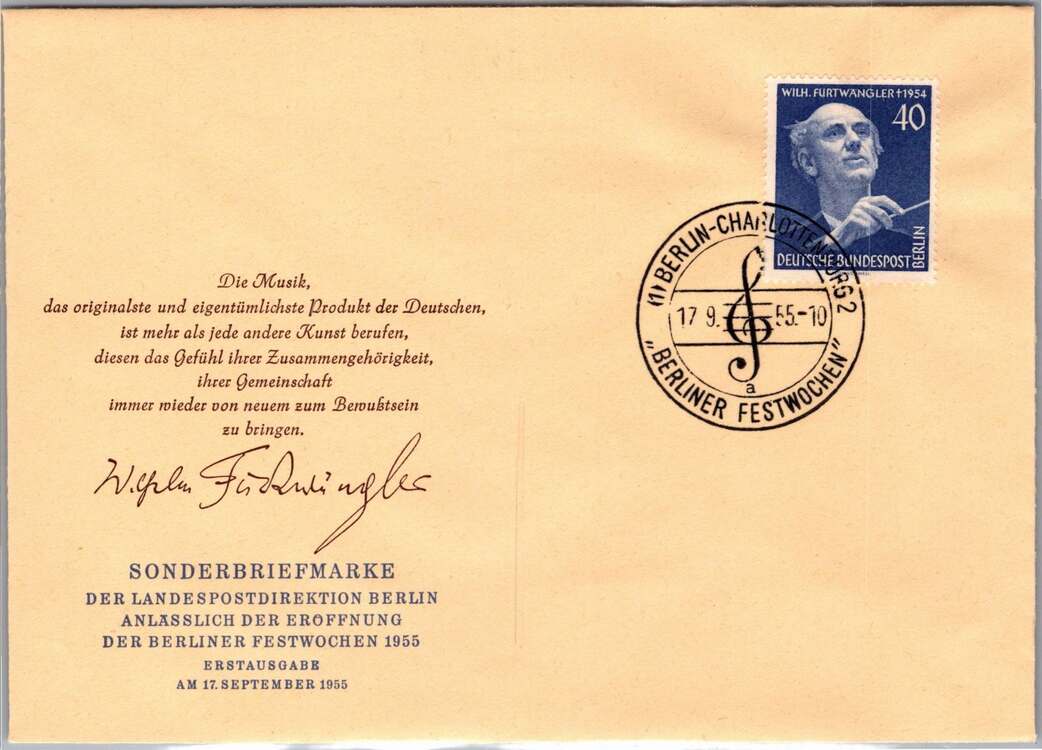 WILH. FURTWÄNGLER † 1954
40
DEUTSCHE BUNDESPOST
BERLIN
(1) BERLIN-CHARLOTTENBURG 2
17 9. 55.-10
a
„BERLINER FESTWOCHEN"
Die Musik,
das originalste und eigentümlichste Produkt der Deutschen,
ist mehr als jede andere Kunst berufen,
diesen das Gefühl ihrer Zusammengehörigkeit,
ihrer Gemeinschaft
immer wieder von neuem zum Bewußtsein
zu bringen.
Wilhelm Furtwängler
SONDERBRIEFMARKE
DER LANDESPOSTDIREKTION BERLIN
ANLÄSSLICH DER ERÖFFNUNG
DER BERLINER FESTWOCHEN 1955
ERSTAUSGABE
AM 17. SEPTEMBER 1955